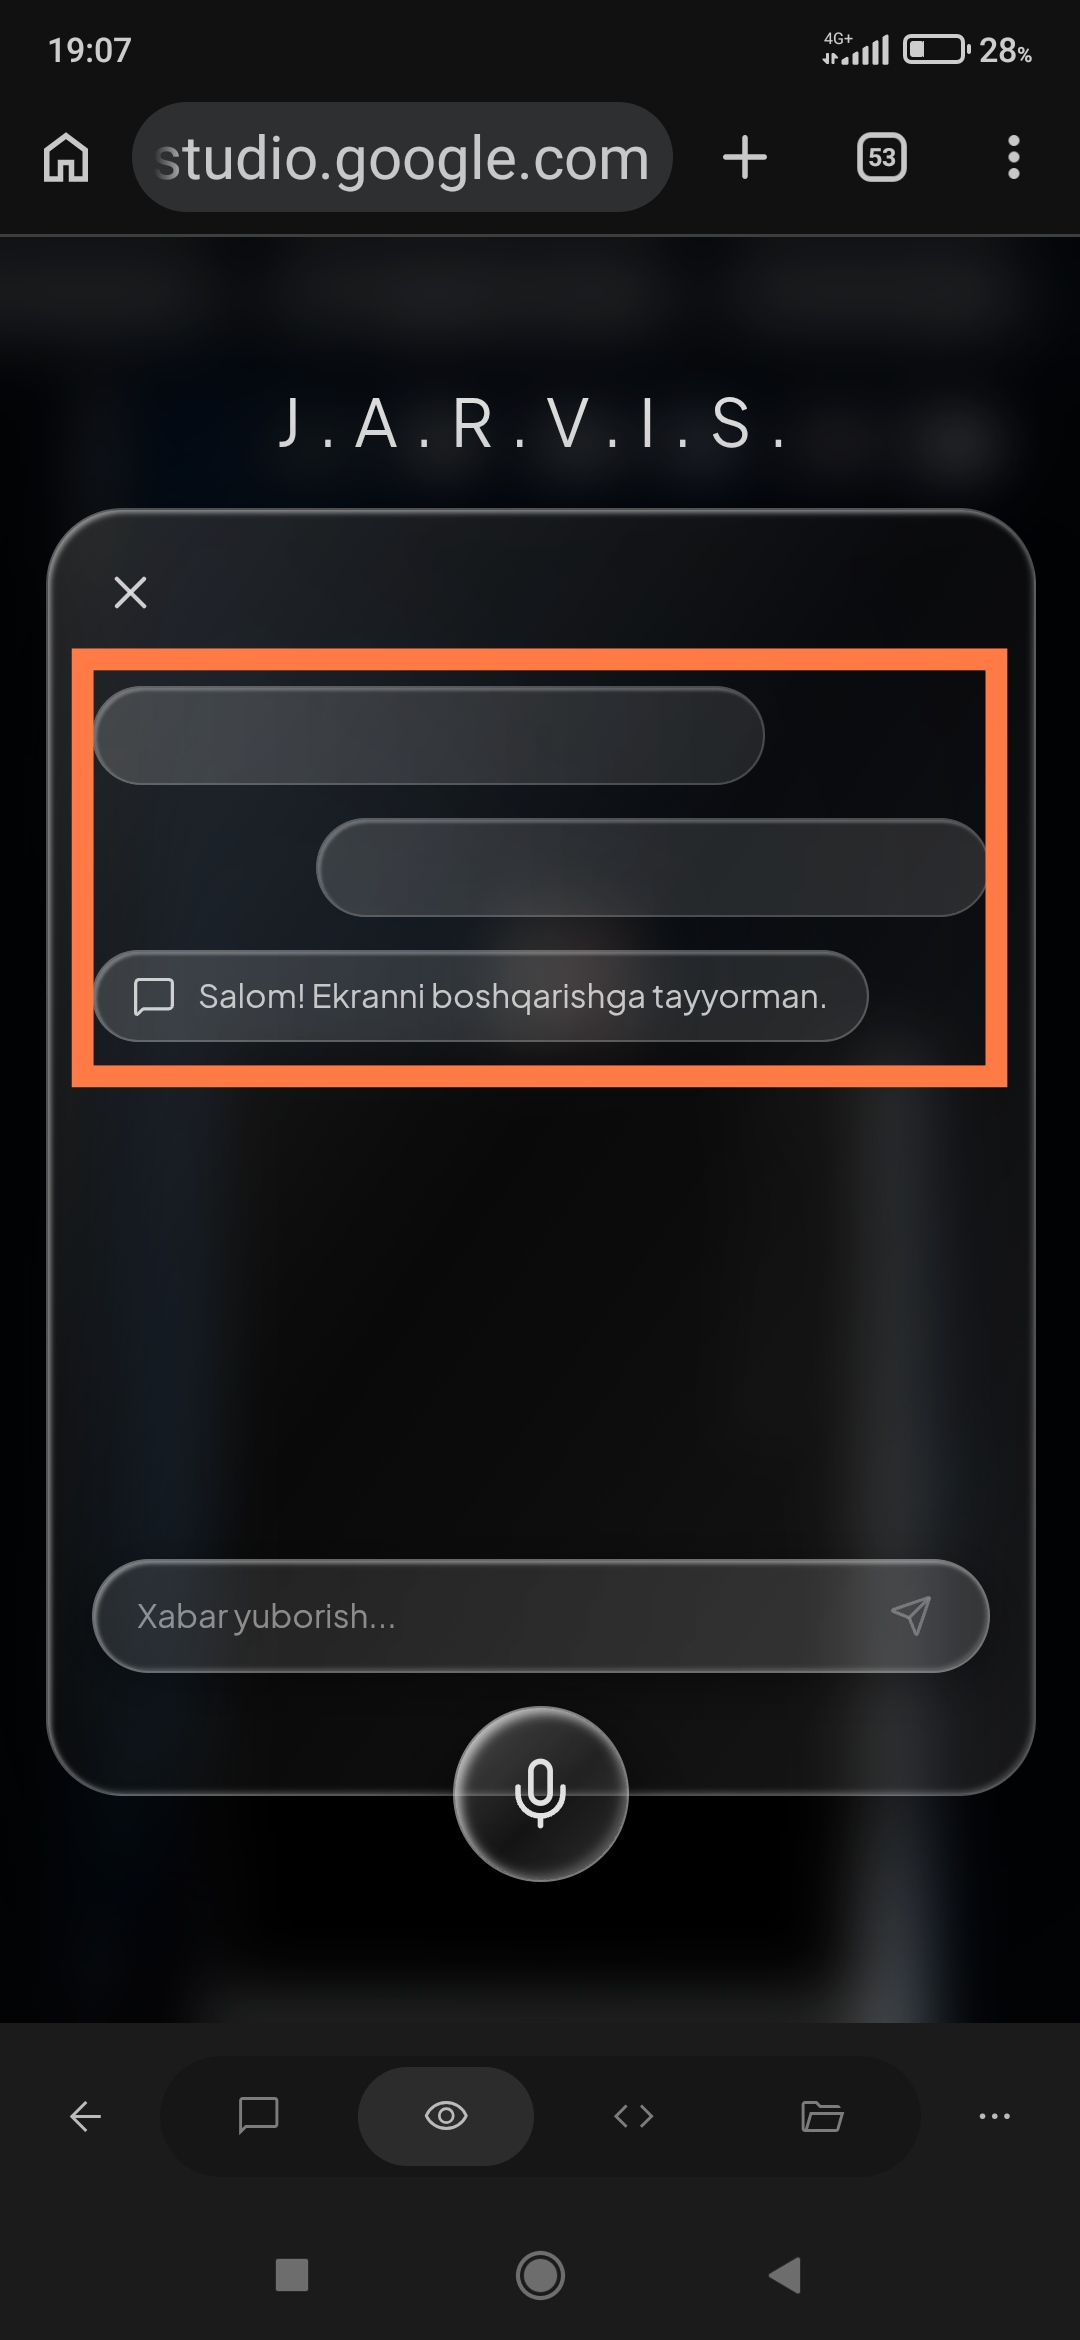 19:07
4G+
28%
studio.google.com
53
J.A.R.V.I.S.
Salom! Ekranni boshqarishga tayyorman.
Xabar yuborish...